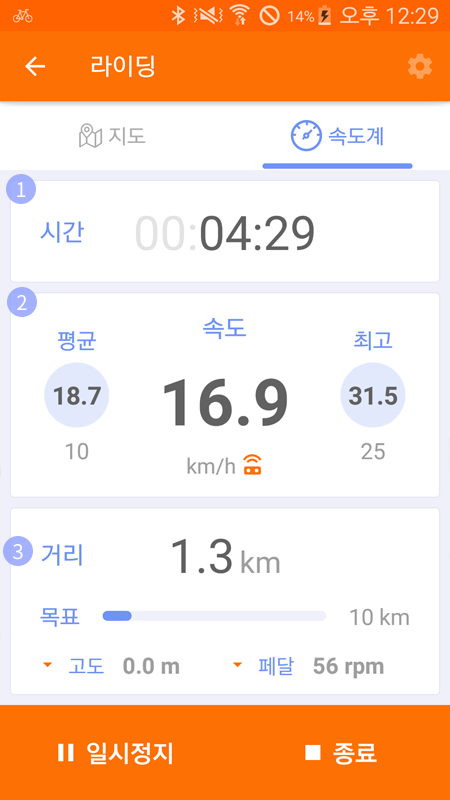 14% 오후 12:29
라이딩
지도 속도계
1
시간 00:04:29
2
평균 속도 최고
18.7 16.9 31.5
10 km/h 25
3
거리 1.3 km
목표 10 km
고도 0.0 m 페달 56 rpm
일시정지 종료